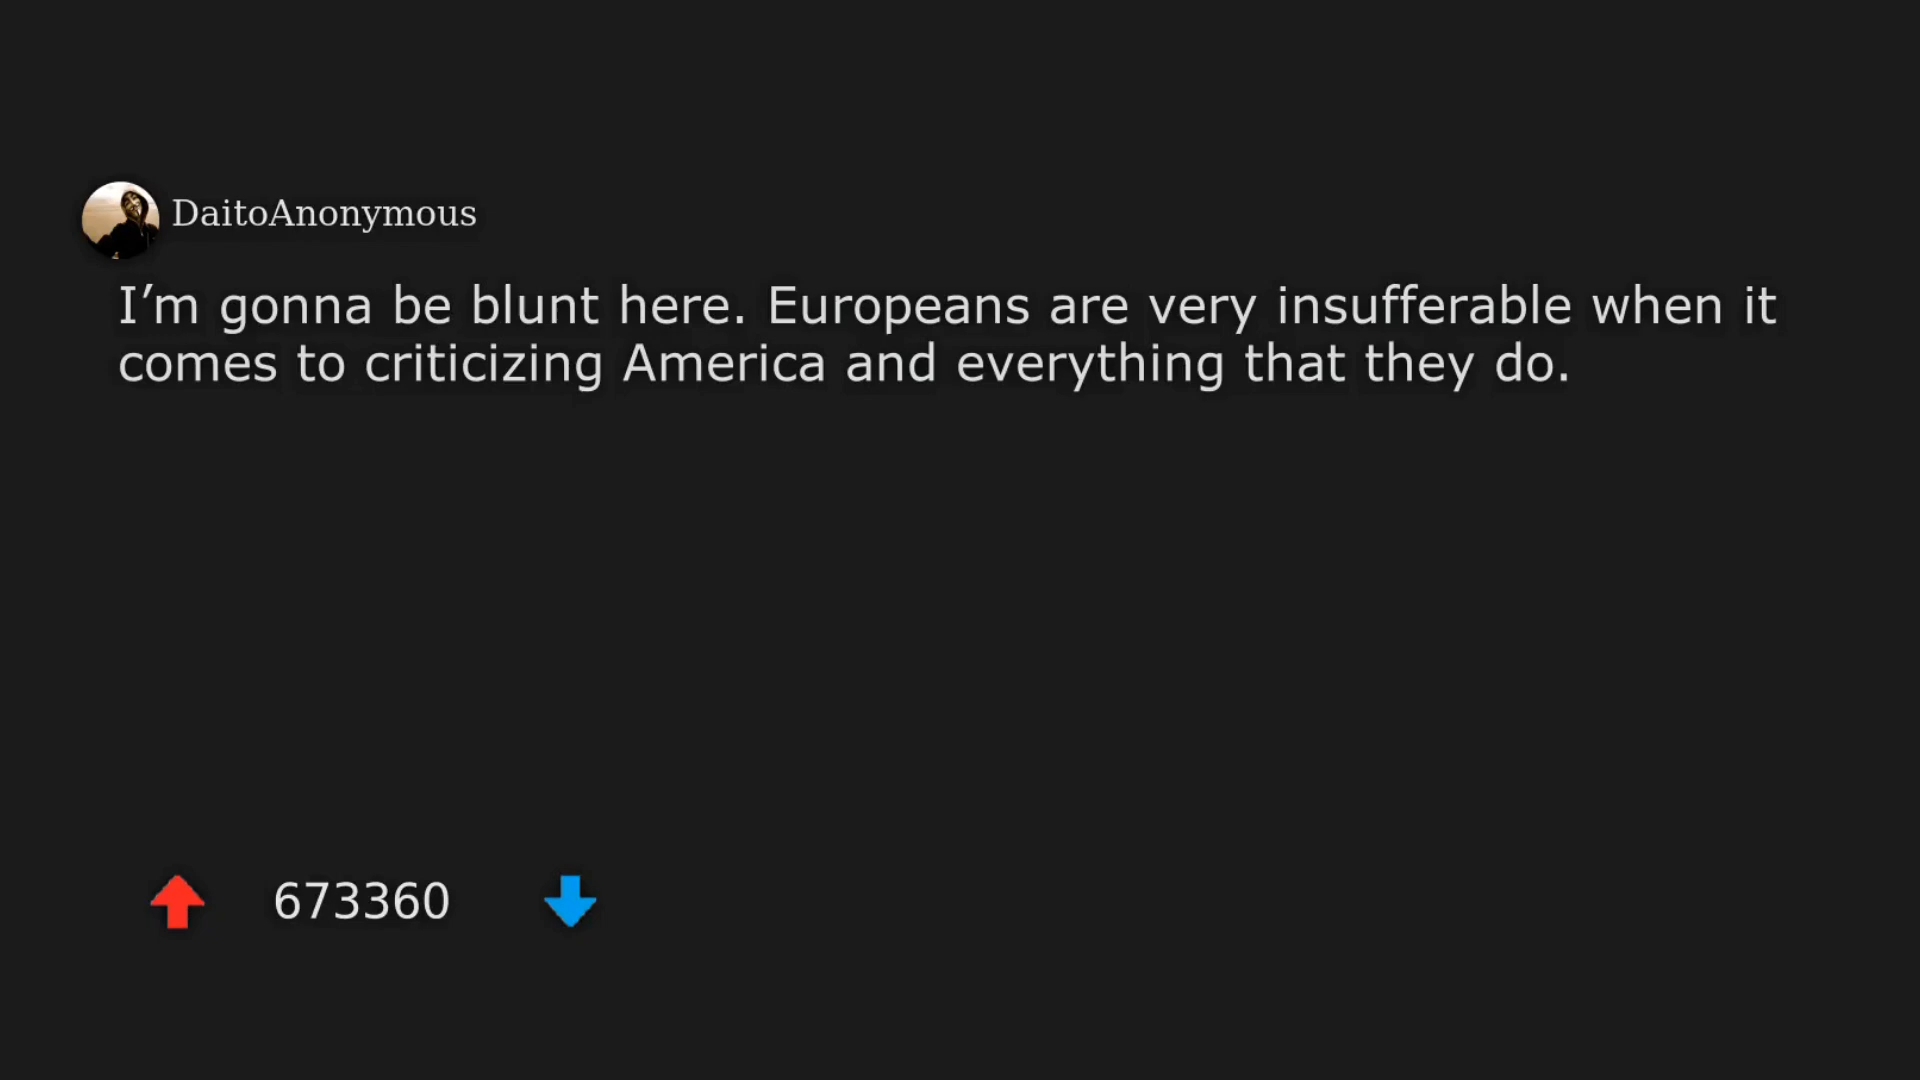 DaitoAnonymous
I’m gonna be blunt here. Europeans are very insufferable when it
comes to criticizing America and everything that they do.
673360